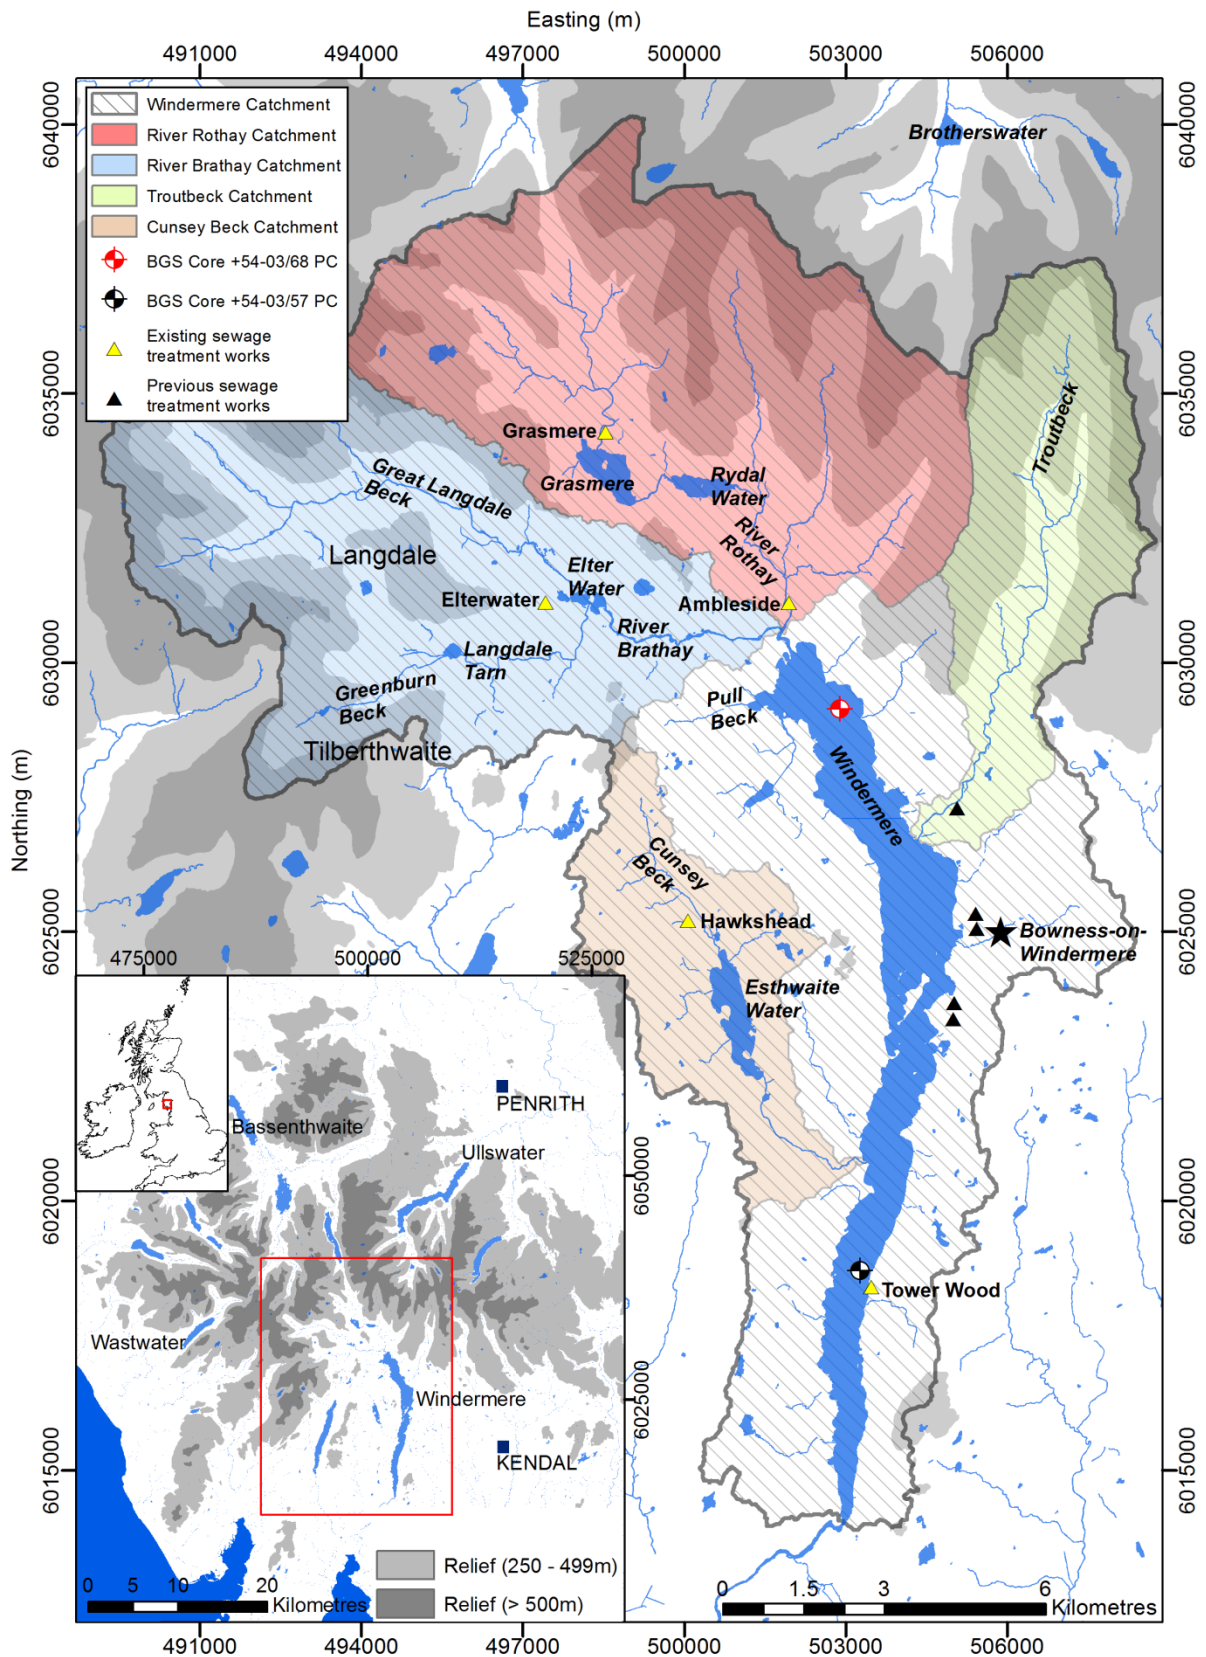 Easting (m)
491000 494000 497000 500000 503000 506000
Northing (m)
6040000
6035000
6030000
6025000
6020000
6015000
6040000
6035000
6030000
6025000
6020000
6015000
Windermere Catchment
River Rothay Catchment
River Brathay Catchment
Troutbeck Catchment
Cunsey Beck Catchment
BGS Core +54-03/68 PC
BGS Core +54-03/57 PC
Existing sewage
treatment works
Previous sewage
treatment works
Brotherswater
Troutbeck
Grasmere
Grasmere
Rydal
Water
River
Rothay
Great Langdale
Beck
Langdale
Elter
Water
Elterwater
Ambleside
River
Brathay
Langdale
Tarn
Greenburn
Beck
Tilberthwaite
Pull
Beck
Windermere
Cunsey
Beck
Hawkshead
Bowness-on-
Windermere
Esthwaite
Water
Tower Wood
475000 500000 525000
6050000
6025000
PENRITH
Bassenthwaite
Ullswater
Wastwater
Windermere
KENDAL
Relief (250 - 499m)
Relief (> 500m)
0 5 10 20
Kilometres
0 1.5 3 6
Kilometres
491000 494000 497000 500000 503000 506000